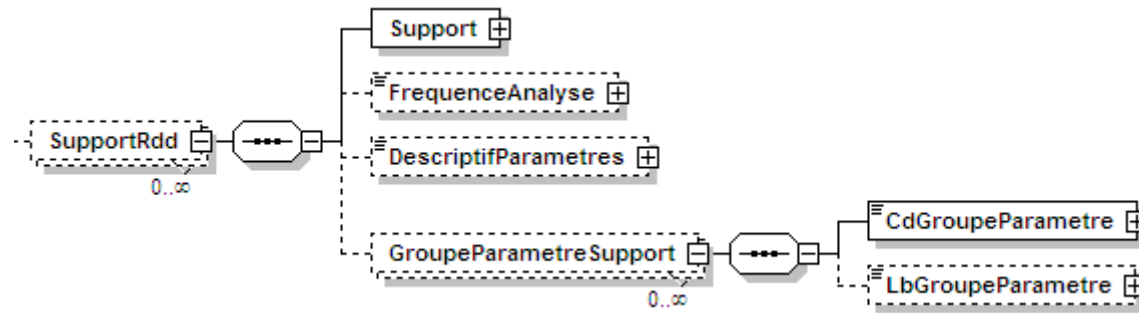 Support
FrequenceAnalyse
SupportRdd
0..∞
DescriptifParametres
GroupeParametreSupport
0..∞
CdGroupeParametre
LbGroupeParametre